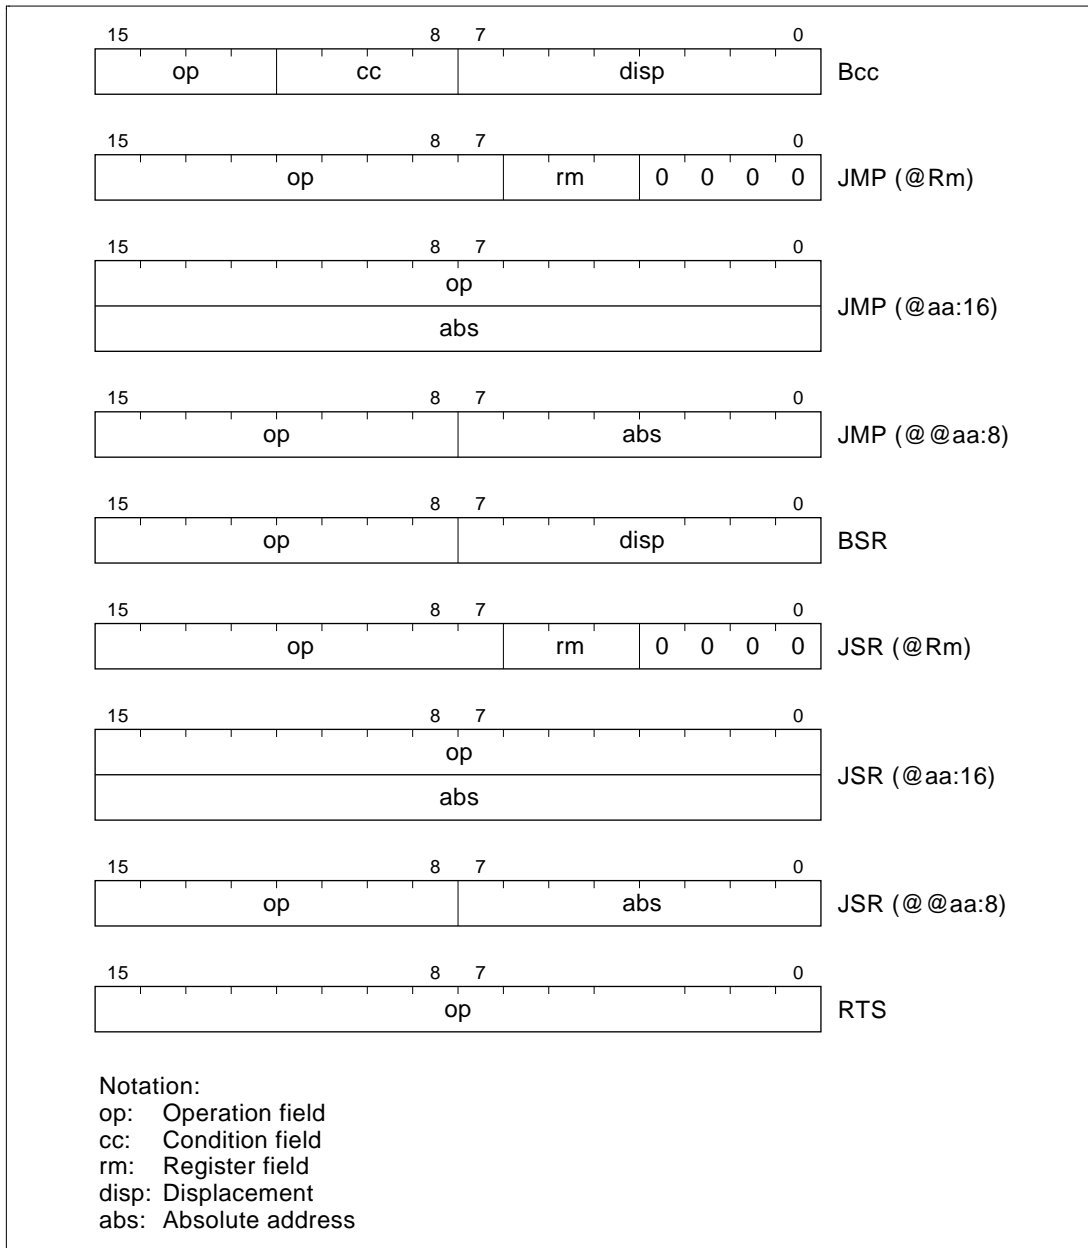 15 8 7 0
op cc disp Bcc
15 8 7 0
op rm 0 0 0 0 JMP (@Rm)
15 8 7 0
op
JMP (@aa:16)
abs
15 8 7 0
op abs JMP (@@aa:8)
15 8 7 0
op disp BSR
15 8 7 0
op rm 0 0 0 0 JSR (@Rm)
15 8 7 0
op
JSR (@aa:16)
abs
15 8 7 0
op abs JSR (@@aa:8)
15 8 7 0
op RTS
Notation:
op: Operation field
cc: Condition field
rm: Register field
disp: Displacement
abs: Absolute address